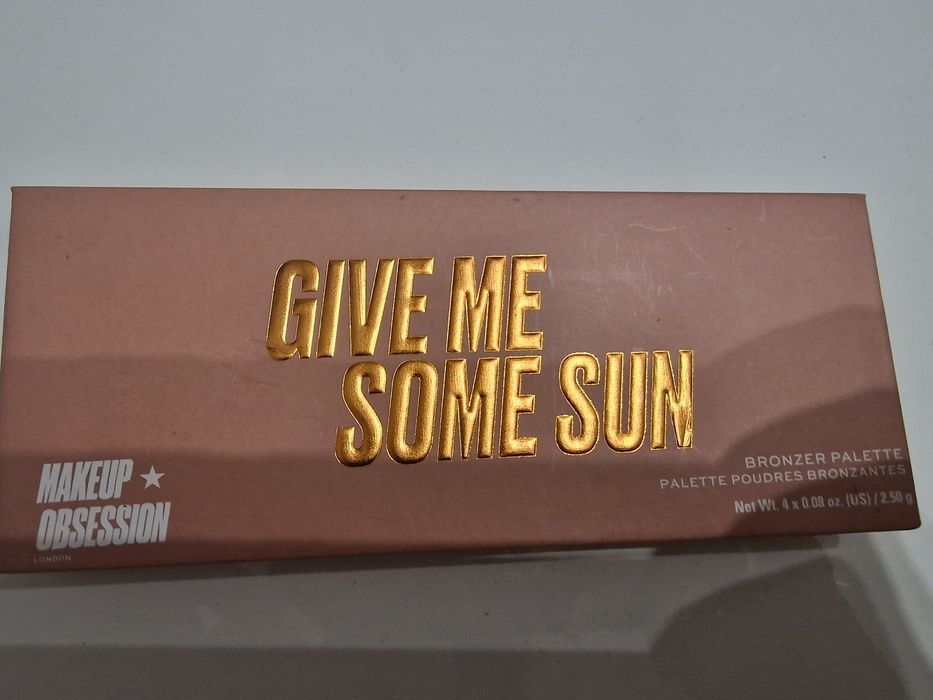 GIVE ME
SOME SUN
MAKEUP ★
OBSESSION
LONDON
BRONZER PALETTE
PALETTE POUDRES BRONZANTES
Net Wt. 4 x 0.08 oz. (US) / 2.50 g